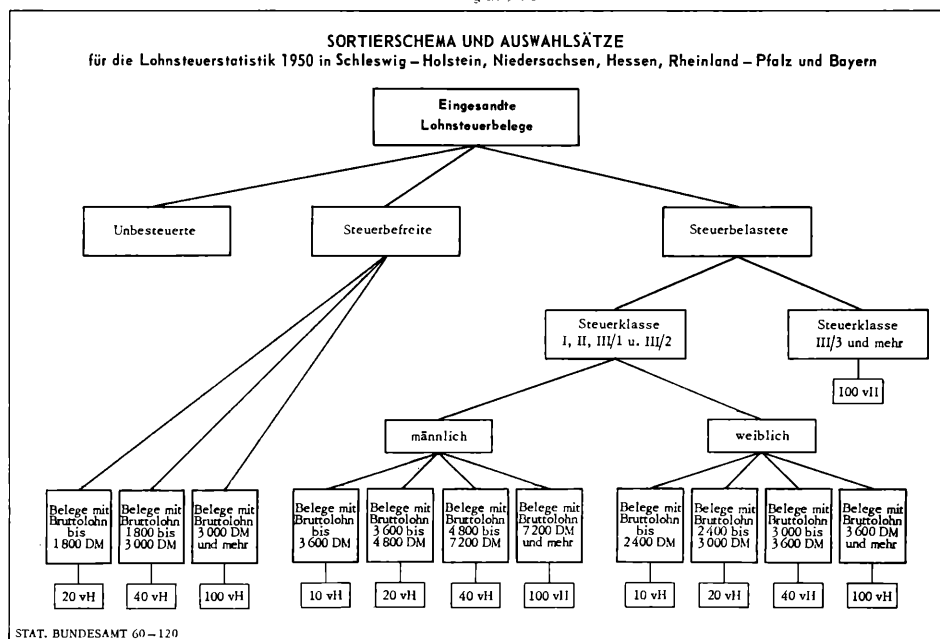 SORTIERSCHEMA UND AUSWAHLSÄTZE
für die Lohnsteuerstatistik 1950 in Schleswig – Holstein, Niedersachsen, Hessen, Rheinland – Pfalz und Bayern
Eingesandte
Lohnsteuerbelege
Unbesteuerte
Steuerbefreite
Steuerbelastete
Steuerklasse
I, II, III/1 u. III/2
Steuerklasse
III/3 und mehr
100 vH
männlich
weiblich
Belege mit
Bruttolohn
bis
1 800 DM
20 vH
Belege mit
Bruttolohn
1 800 bis
3 000 DM
40 vH
Belege mit
Bruttolohn
3 000 DM
und mehr
100 vH
Belege mit
Bruttolohn
bis
3 600 DM
10 vH
Belege mit
Bruttolohn
3 600 bis
4 800 DM
20 vH
Belege mit
Bruttolohn
4 800 bis
7 200 DM
40 vH
Belege mit
Bruttolohn
7 200 DM
und mehr
100 vH
Belege mit
Bruttolohn
bis
2 400 DM
10 vH
Belege mit
Bruttolohn
2 400 bis
3 000 DM
20 vH
Belege mit
Bruttolohn
3 000 bis
3 600 DM
40 vH
Belege mit
Bruttolohn
3 600 DM
und mehr
100 vH
STAT. BUNDESAMT 60 – 120